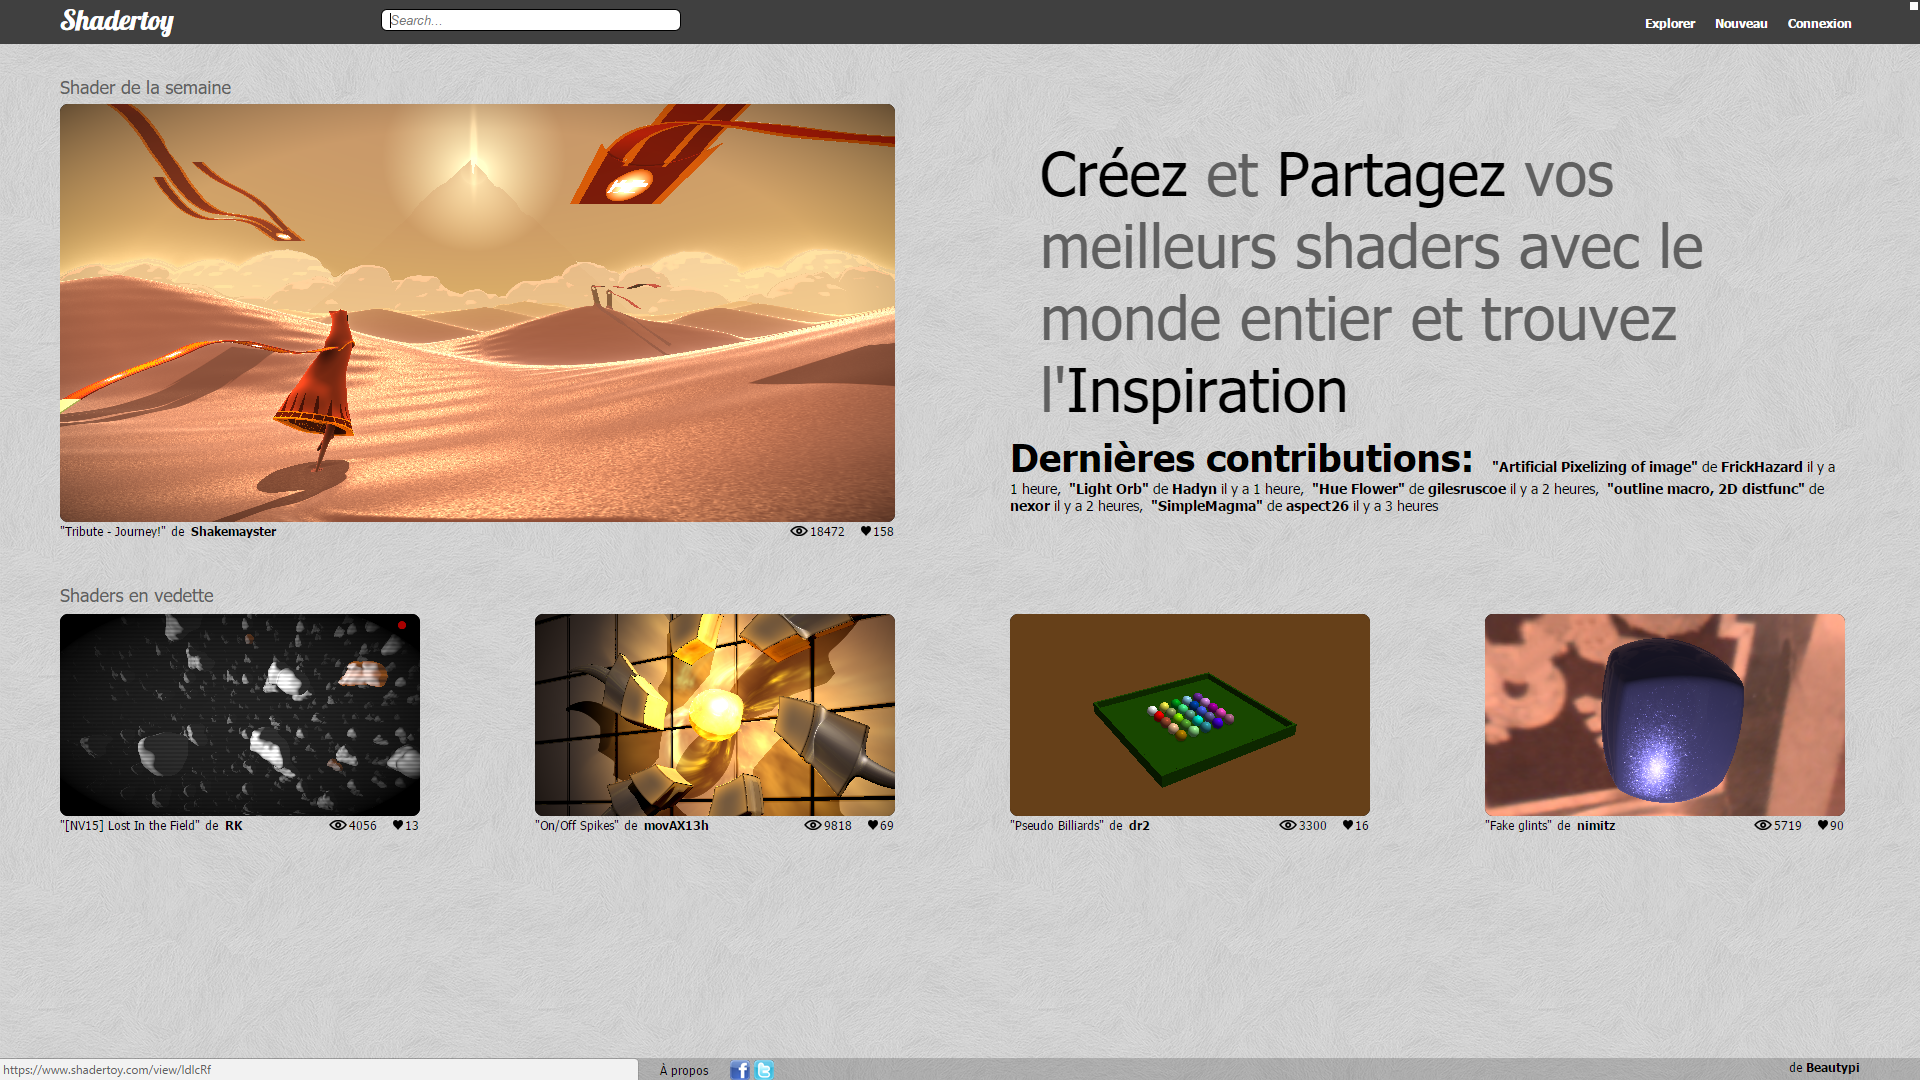 Shadertoy
Search...
Explorer Nouveau Connexion
Shader de la semaine
"Tribute - Journey!" de Shakemayster 18472 158
Créez et Partagez vos
meilleurs shaders avec le
monde entier et trouvez
l'Inspiration
Dernières contributions: "Artificial Pixelizing of image" de FrickHazard il y a
1 heure, "Light Orb" de Hadyn il y a 1 heure, "Hue Flower" de gilesruscoe il y a 2 heures, "outline macro, 2D distfunc" de
nexor il y a 2 heures, "SimpleMagma" de aspect26 il y a 3 heures
Shaders en vedette
"[NV15] Lost In the Field" de RK 4056 13
"On/Off Spikes" de movAX13h 9818 69
"Pseudo Billiards" de dr2 3300 16
"Fake glints" de nimitz 5719 90
https://www.shadertoy.com/view/ldlcRf
À propos
de Beautypi